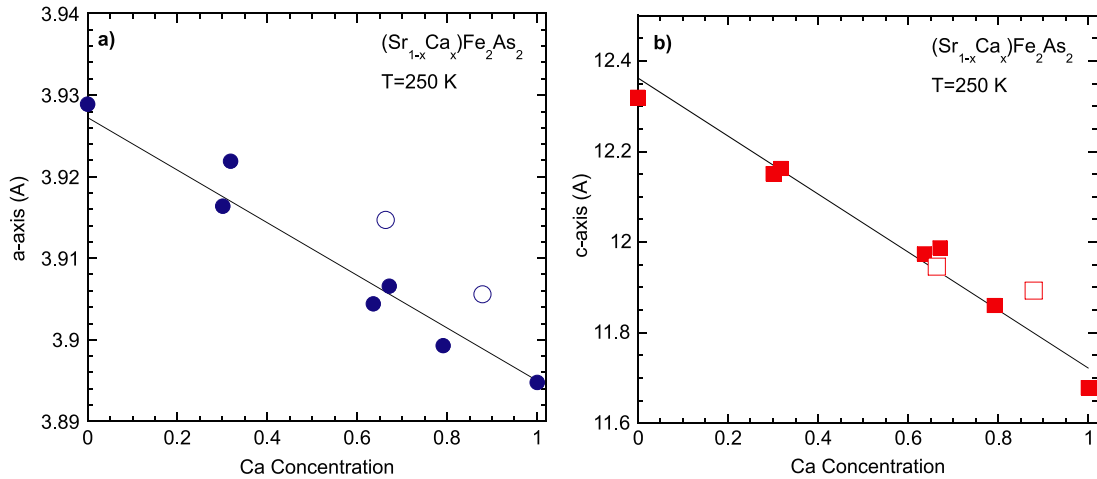 a)
(Sr1-xCax)Fe2As2
T=250 K
3.94
3.93
3.92
3.91
3.9
3.89
a-axis (A)
0
0.2
0.4
0.6
0.8
1
Ca Concentration
b)
(Sr1-xCax)Fe2As2
T=250 K
12.4
12.2
12
11.8
11.6
c-axis (A)
0
0.2
0.4
0.6
0.8
1
Ca Concentration